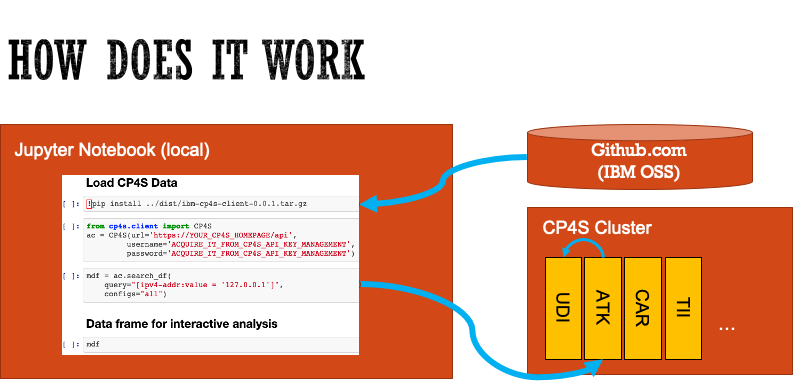 HOW DOES IT WORK
Jupyter Notebook (local)
Load CP4S Data
[ ]: !pip install ../dist/ibm-cp4s-client-0.0.1.tar.gz
[ ]: from cp4s.client import CP4S
ac = CP4S(url='https://YOUR_CP4S_HOMEPAGE/api',
username='ACQUIRE_IT_FROM_CP4S_API_KEY_MANAGEMENT',
password='ACQUIRE_IT_FROM_CP4S_API_KEY_MANAGEMENT')
[ ]: mdf = ac.search_df(
query="[ipv4-addr:value = '127.0.0.1']",
configs="all")
Data frame for interactive analysis
[ ]: mdf
Github.com
(IBM OSS)
CP4S Cluster
UDI
ATK
CAR
TII
...